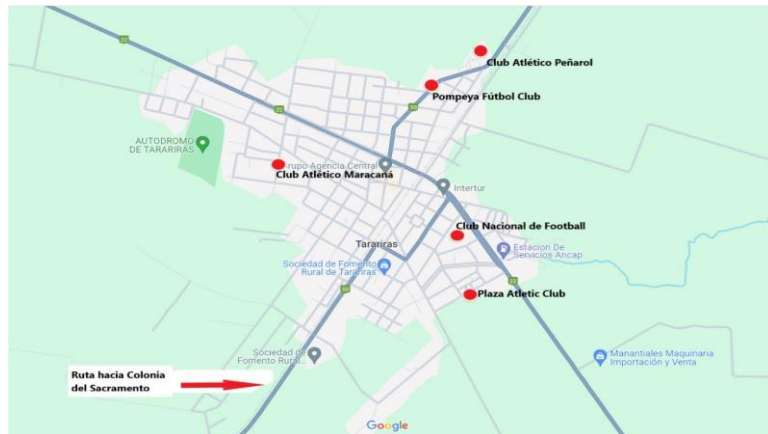 Club Atlético Peñarol
Pompeya Fútbol Club
AUTODROMO
DE TARARIRAS
Grupo Agencia Central
Club Atlético Maracaná
Intertur
Club Nacional de Football
Tarariras
Estacion De
Servicios Ancap
Sociedad de Fomento
Rural de Tarariras
Plaza Atletic Club
Sociedad de
Fomento Rural...
Manantiales Maquinaria
Importación y Venta
Ruta hacia Colonia
del Sacramento
Google